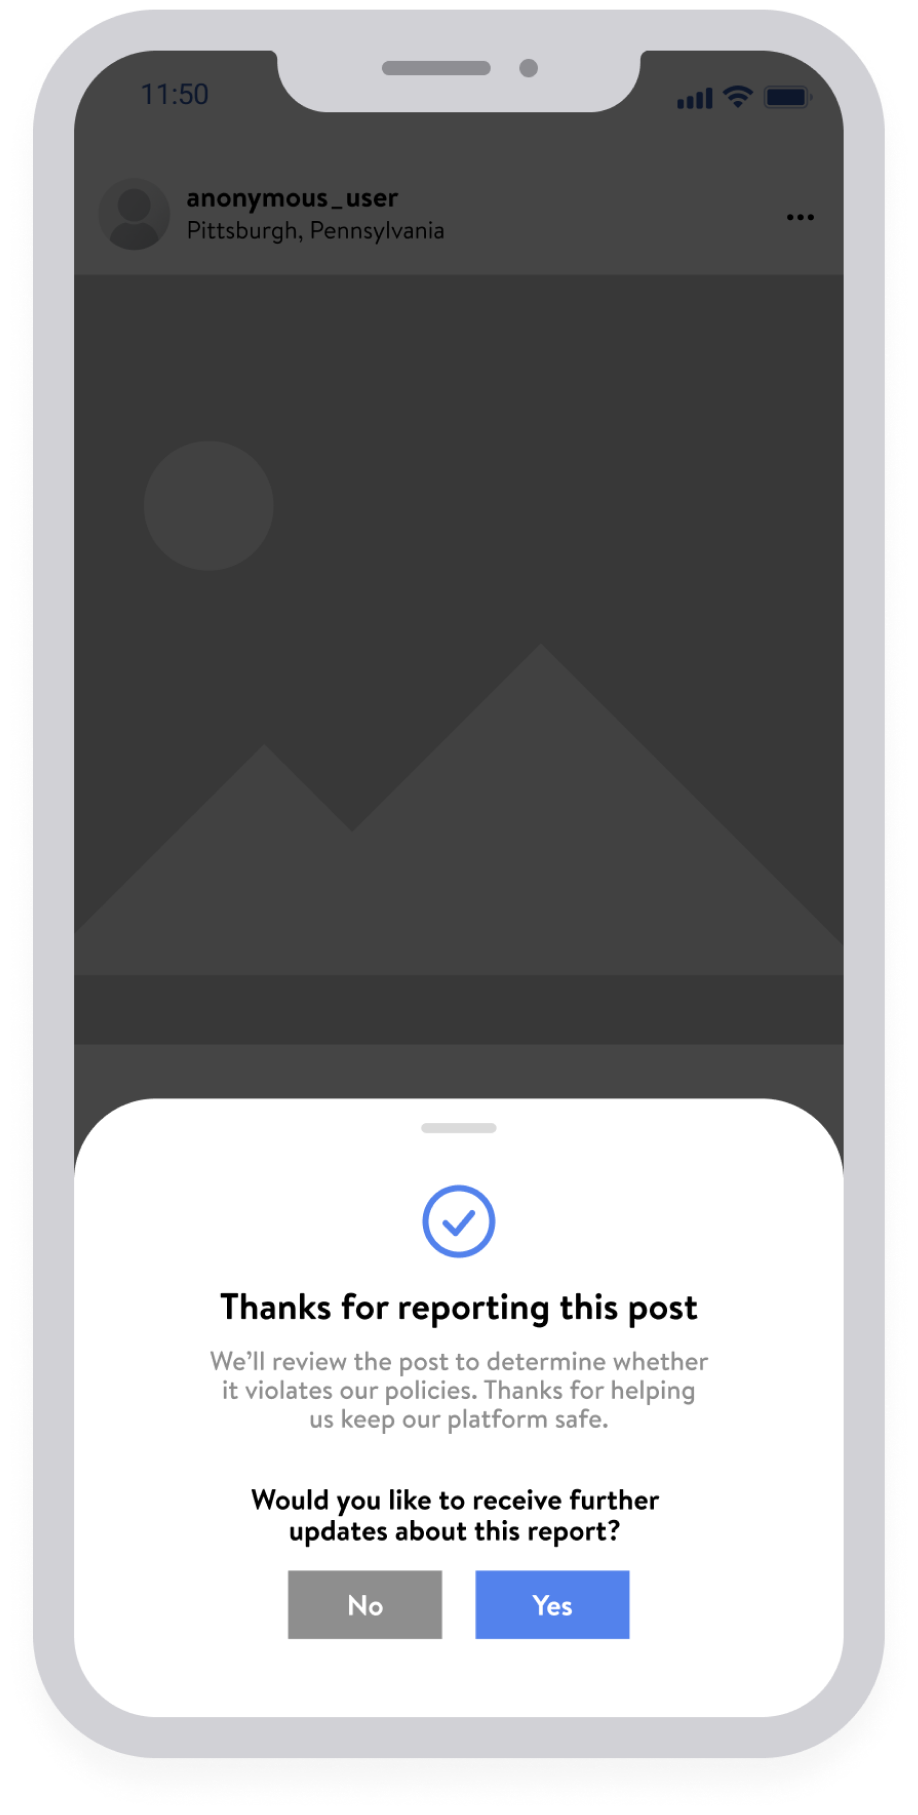 11:50
anonymous_user
Pittsburgh, Pennsylvania
Thanks for reporting this post
We’ll review the post to determine whether
it violates our policies. Thanks for helping
us keep our platform safe.
Would you like to receive further
updates about this report?
No
Yes